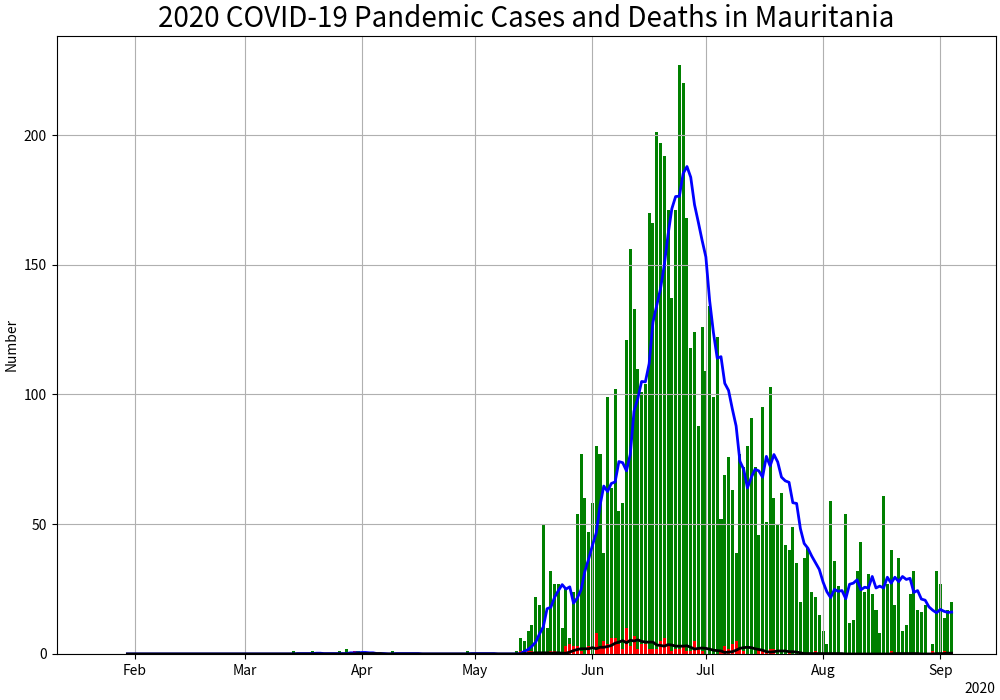 2020 COVID-19 Pandemic Cases and Deaths in Mauritania
Number
200
150
100
50
0
Feb Mar Apr May Jun Jul Aug Sep
2020